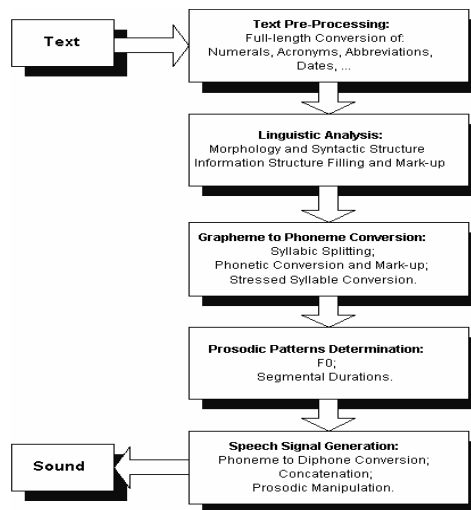 Text
Text Pre-Processing:
Full-length Conversion of:
Numerals, Acronyms, Abbreviations,
Dates, ...
Linguistic Analysis:
Morphology and Syntactic Structure
Information Structure Filling and Mark-up
Grapheme to Phoneme Conversion:
Syllabic Splitting;
Phonetic Conversion and Mark-up;
Stressed Syllable Conversion.
Prosodic Patterns Determination:
F0;
Segmental Durations.
Sound
Speech Signal Generation:
Phoneme to Diphone Conversion;
Concatenation;
Prosodic Manipulation.